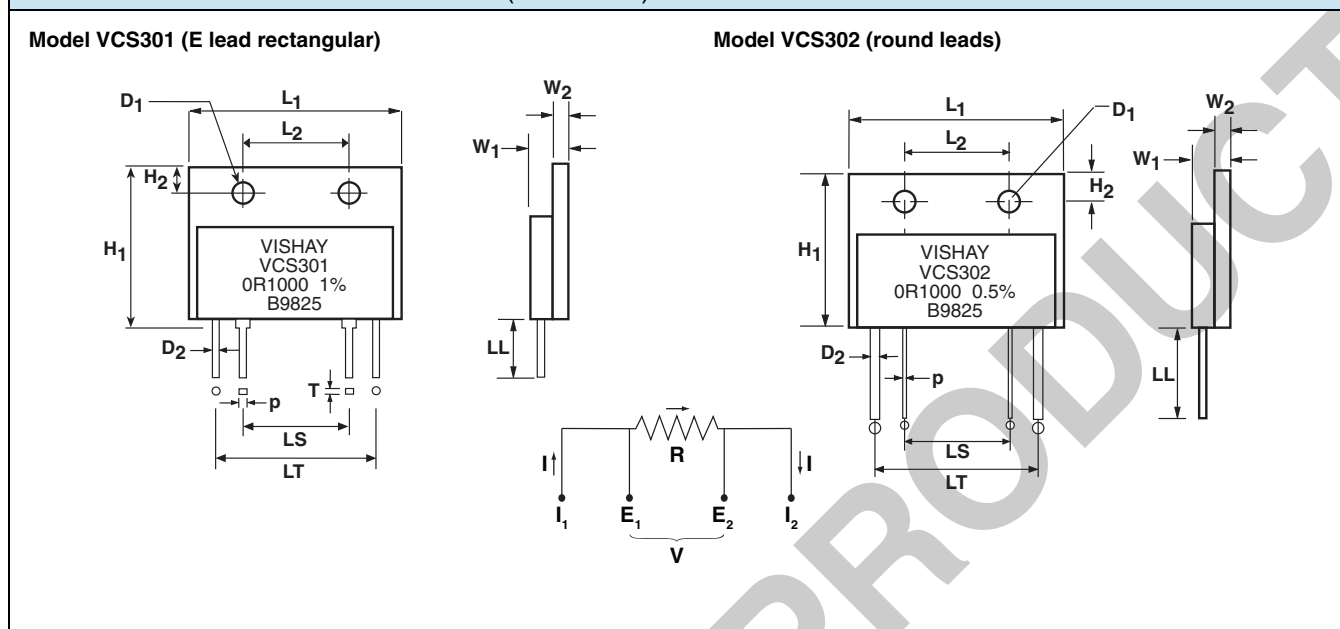 Model VCS301 (E lead rectangular)
Model VCS302 (round leads)
D1
L1
L2
H2
H1
VISHAY
VCS301
0R1000 1%
B9825
D2
T
p
LS
LT
W2
W1
LL
L1
L2
D1
H2
H1
VISHAY
VCS302
0R1000 0.5%
B9825
D2
p
LS
LT
W2
W1
LL
R
I
I
I1 E1 E2 I2
V
PRODUCT